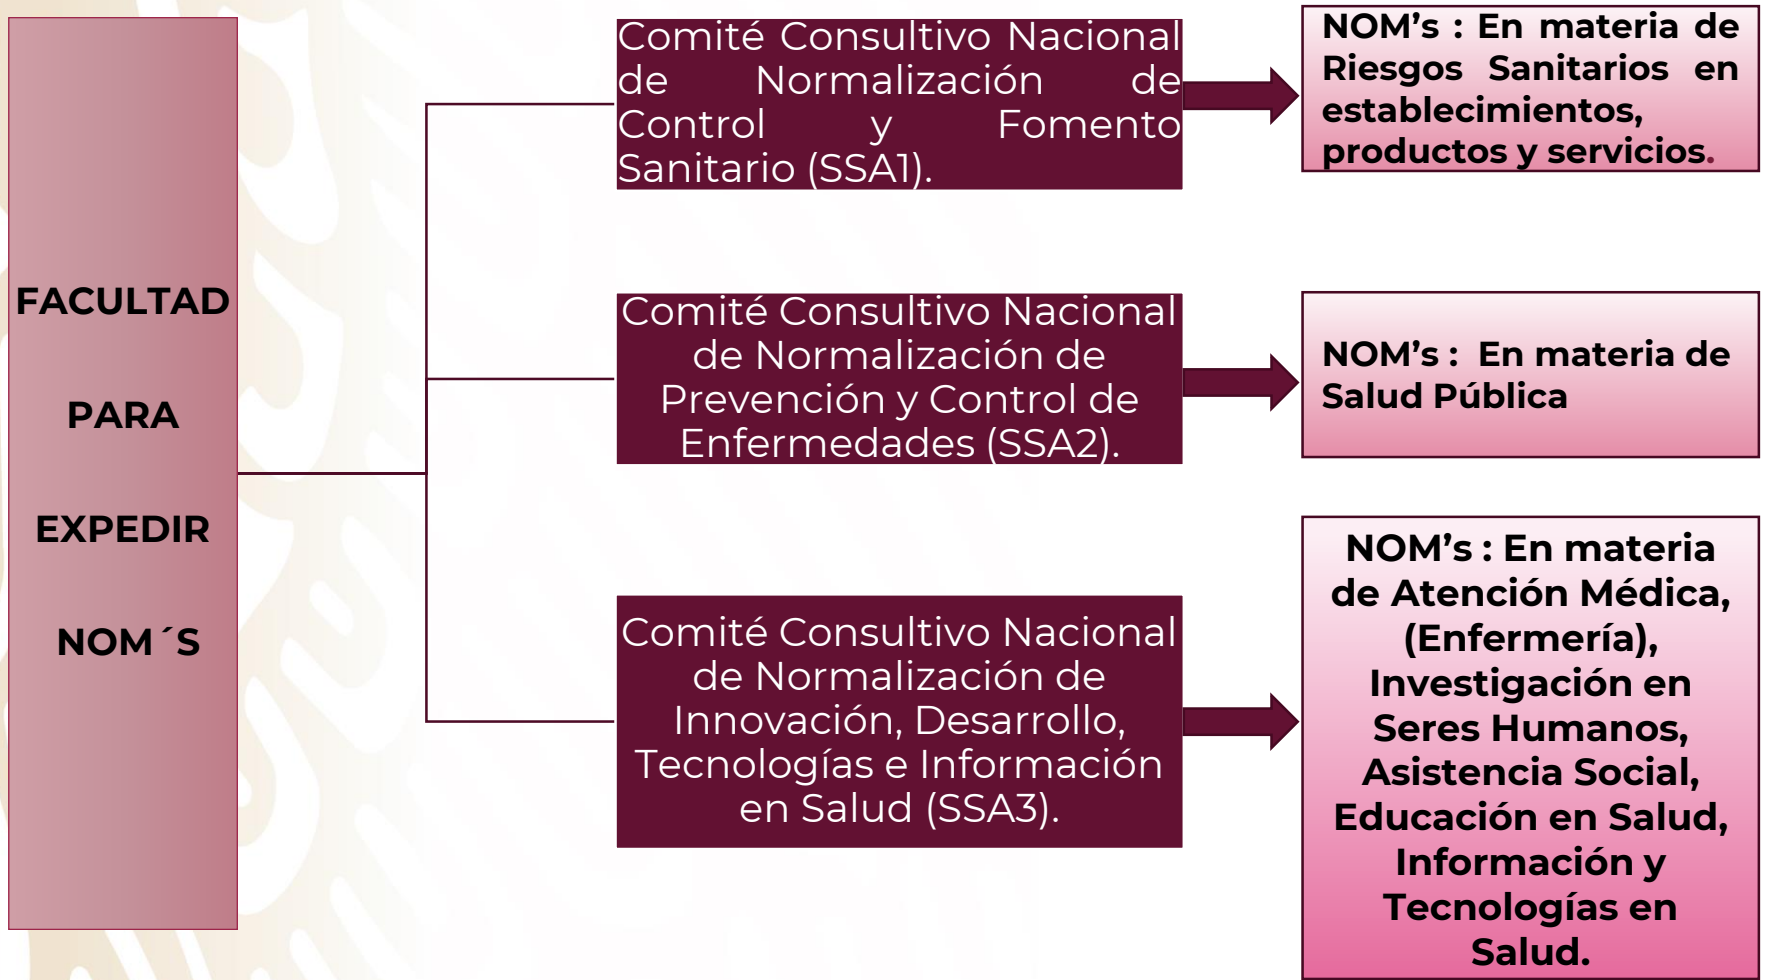 FACULTAD
PARA
EXPEDIR
NOM´S
Comité Consultivo Nacional
de Normalización de
Control y Fomento
Sanitario (SSA1).
NOM’s : En materia de
Riesgos Sanitarios en
establecimientos,
productos y servicios.
Comité Consultivo Nacional
de Normalización de
Prevención y Control de
Enfermedades (SSA2).
NOM’s : En materia de
Salud Pública
Comité Consultivo Nacional
de Normalización de
Innovación, Desarrollo,
Tecnologías e Información
en Salud (SSA3).
NOM’s : En materia
de Atención Médica,
(Enfermería),
Investigación en
Seres Humanos,
Asistencia Social,
Educación en Salud,
Información y
Tecnologías en
Salud.